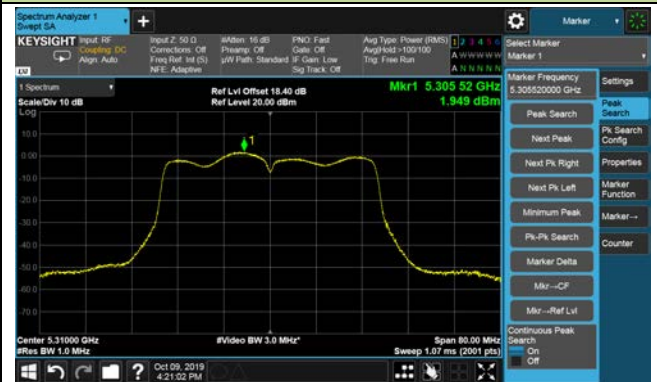 Spectrum Analyzer 1
Swept SA
Marker
KEYSIGHT
Input: RF
Coupling: DC
Align: Auto
Input Z: 50 Ω
Corrections: Off
Freq Ref: Int (S)
NFE: Adaptive
#Atten: 16 dB
Preamp: Off
µW Path: Standard
PNO: Fast
Gate: Off
IF Gain: Low
Sig Track: Off
Avg Type: Power (RMS)
Avg|Hold:>100/100
Trig: Free Run
1 2 3 4 5 6
A W W W W W
A N N N N N
LXI
Select Marker
Marker 1
1 Spectrum
Scale/Div 10 dB
Log
Ref Lvl Offset 18.40 dB
Ref Level 20.00 dBm
Mkr1 5.305 52 GHz
1.949 dBm
10.0
0.00
-10.0
-20.0
-30.0
-40.0
-50.0
-60.0
-70.0
1
Center 5.31000 GHz
#Res BW 1.0 MHz
#Video BW 3.0 MHz*
Span 80.00 MHz
Sweep 1.07 ms (2001 pts)
Marker Frequency
5.305520000 GHz
Peak Search
Next Peak
Next Pk Right
Next Pk Left
Minimum Peak
Pk-Pk Search
Marker Delta
Mkr→CF
Mkr→Ref Lvl
Continuous Peak
Search
On
Off
Settings
Peak
Search
Pk Search
Config
Properties
Marker
Function
Marker→
Counter
?
Oct 09, 2019
4:21:02 PM